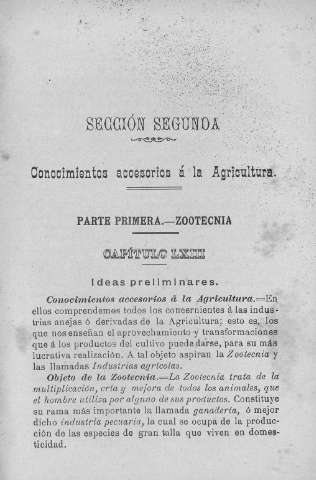 SECCIÓN SEGUNDA
Conocimientos accesorios á la Agricultura.
PARTE PRIMERA.—ZOOTECNIA
CAPÍTULO LXIII
Ideas preliminares.
Conocimientos accesorios á la Agricultura.—En
ellos comprendemos todos los concernientes á las indus-
trias anejas ó derivadas de la Agricultura; esto es, los
que nos enseñan el aprovechamiento y transformaciones
que á los productos del cultivo puede darse, para su más
lucrativa realización. A tal objeto aspiran la Zootecnia y
las llamadas Industrias agrícolas.
Objeto de la Zootecnia.—La Zootecnia trata de la
multiplicación, cria y mejora de todos los animales, que
el hombre utiliza por alguno de sus productos. Constituye
su rama más importante la llamada ganadería, ó mejor
dicho industria pecuaria, la cual se ocupa de la produc-
ción de las especies de gran talla que viven en domes-
ticidad.